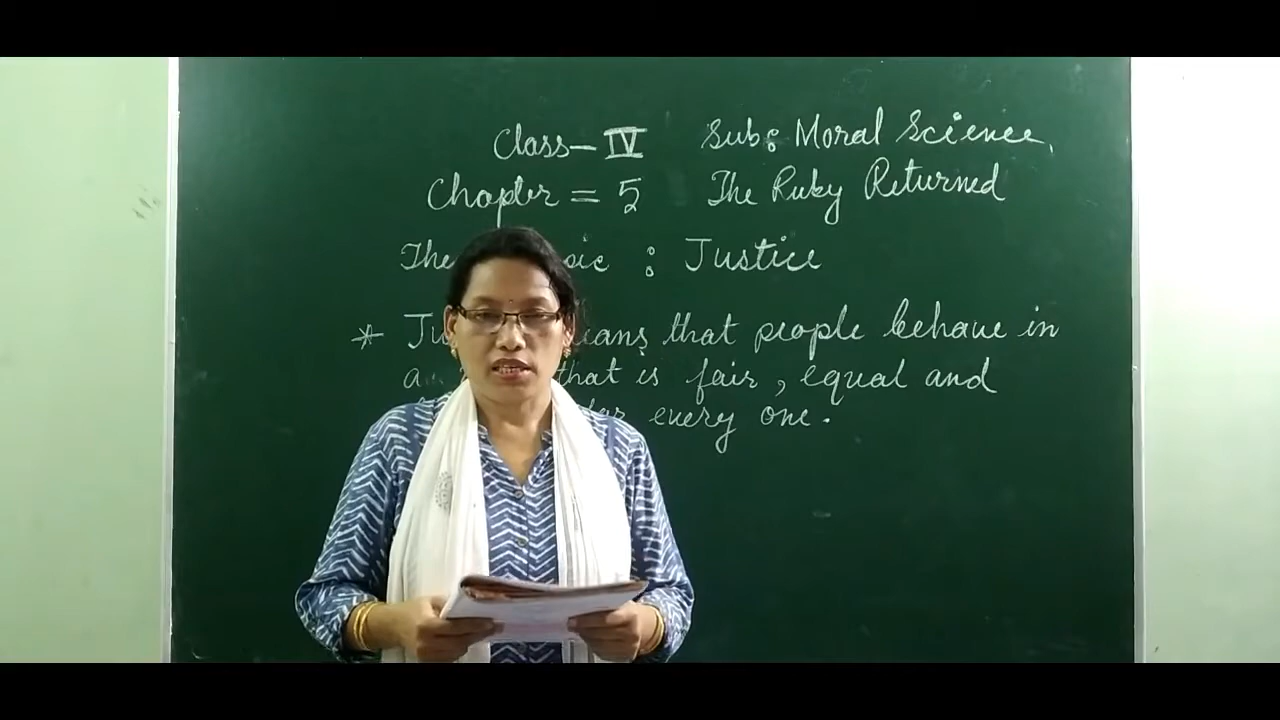 Class - IV Sub: Moral Science,
Chapter = 5 The Ruby Returned
The : Justice
* that people behave in
a that is fair, equal and
for every one.